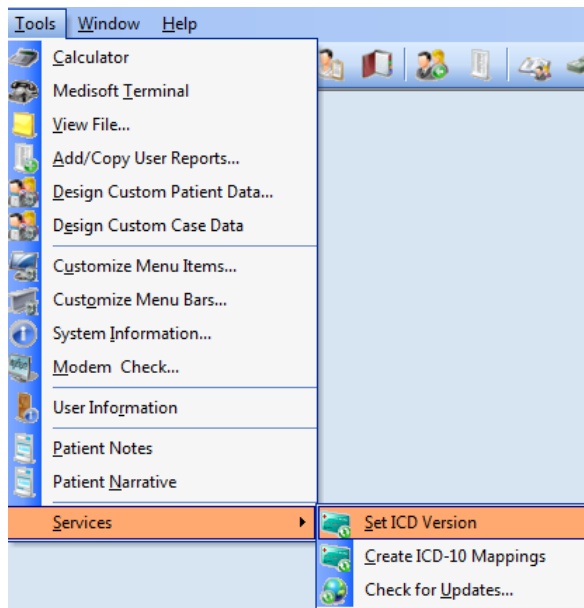 Tools Window Help
Calculator
Medisoft Terminal
View File...
Add/Copy User Reports...
Design Custom Patient Data...
Design Custom Case Data
Customize Menu Items...
Customize Menu Bars...
System Information...
Modem Check...
User Information
Patient Notes
Patient Narrative
Services Set ICD Version
Create ICD-10 Mappings
Check for Updates...